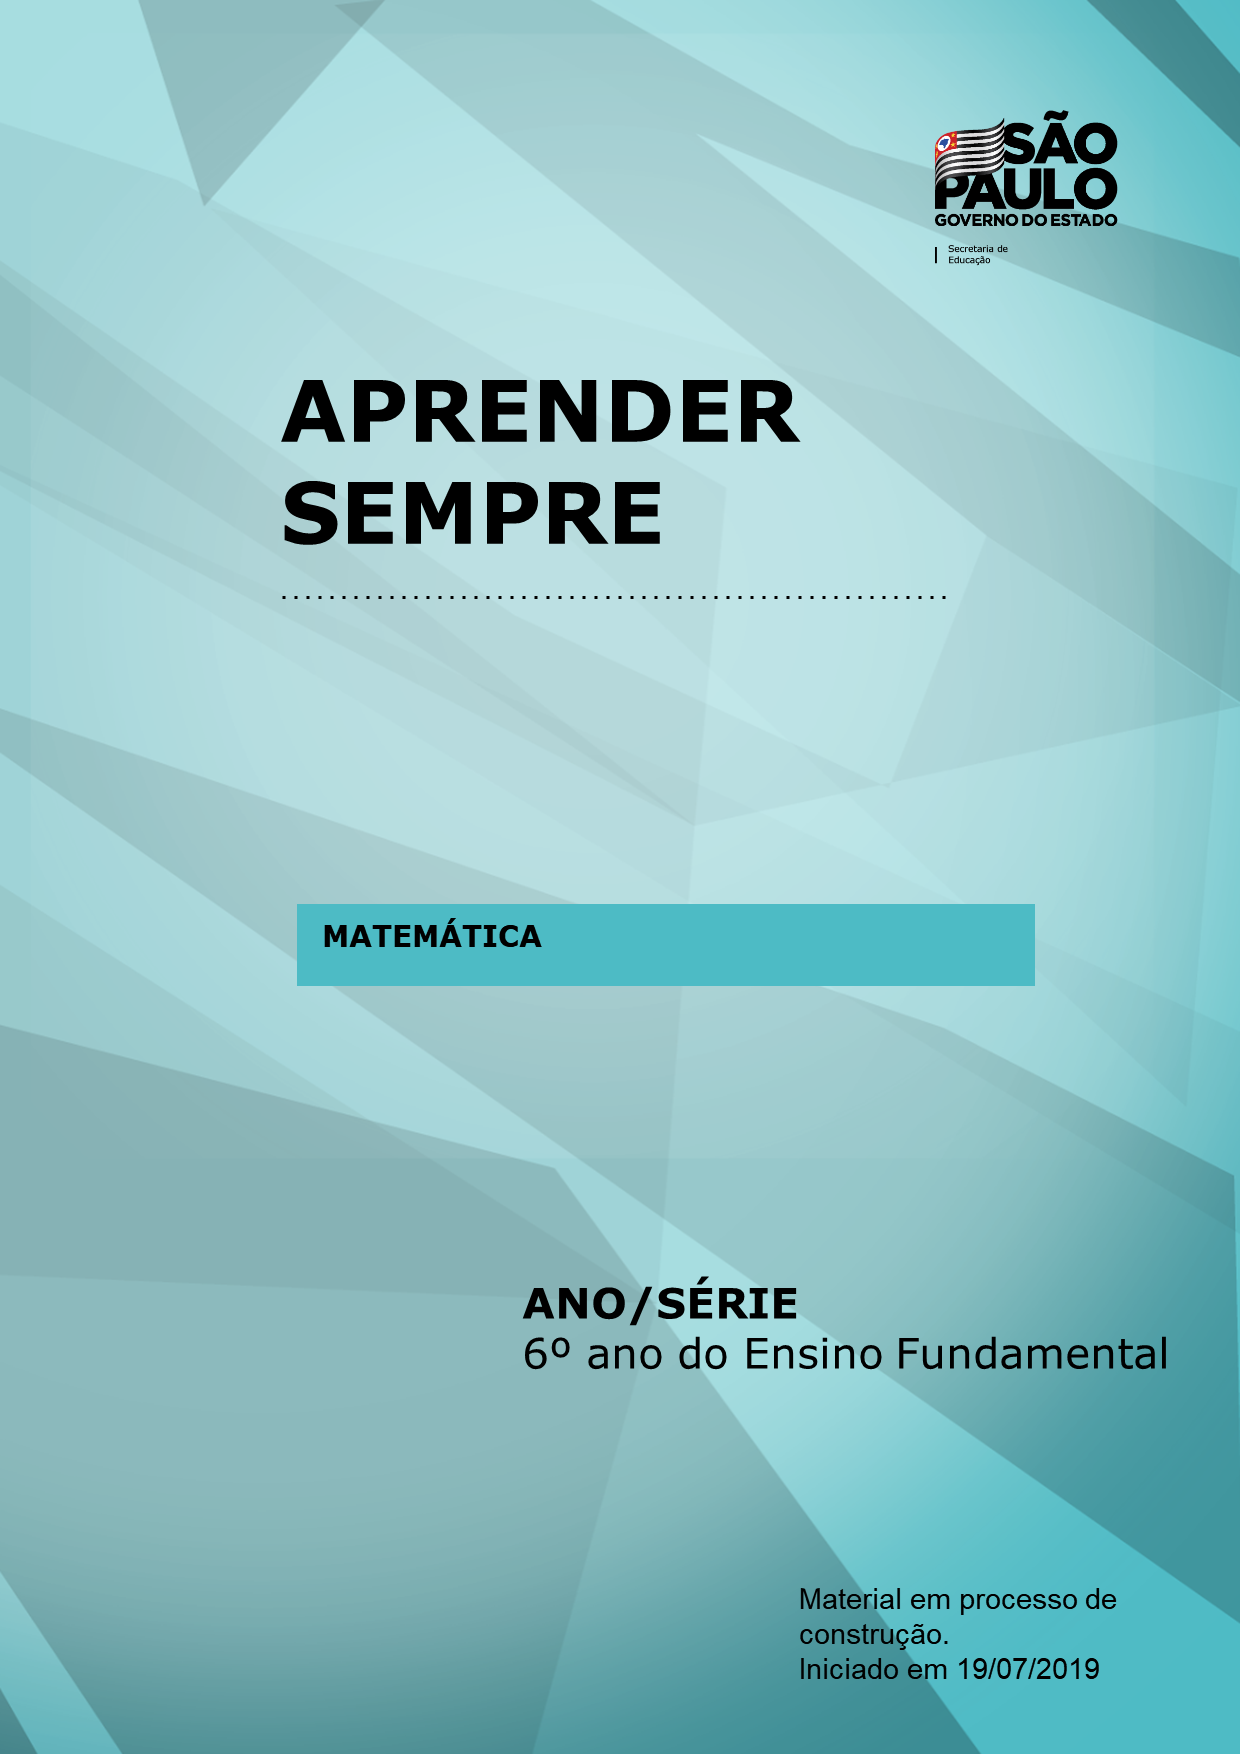 SÃO
PAULO
GOVERNO DO ESTADO
Secretaria de
Educação
APRENDER
SEMPRE
MATEMÁTICA
ANO/SÉRIE
6º ano do Ensino Fundamental
Material em processo de
construção.
Iniciado em 19/07/2019